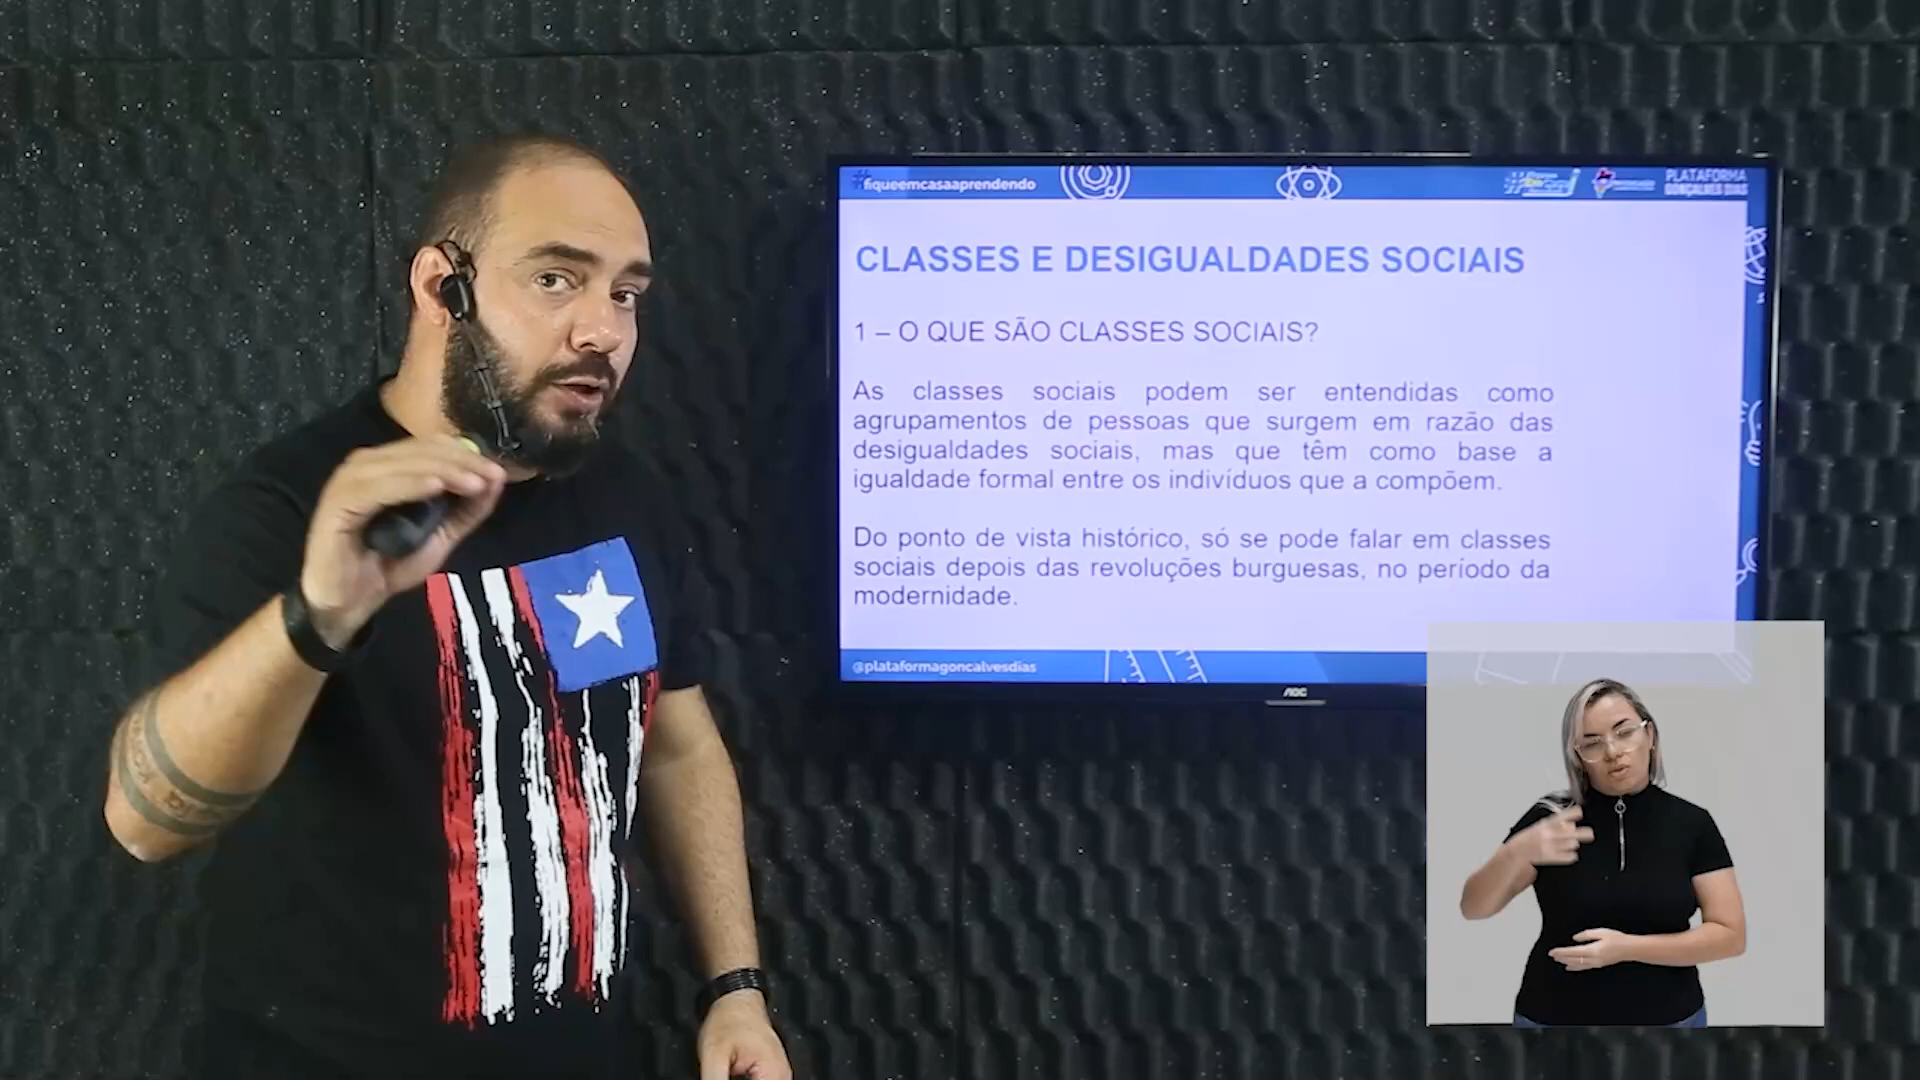 #fiqueemcasaaprendendo
PLATAFORMA
GONÇALVES DIAS
CLASSES E DESIGUALDADES SOCIAIS
1 – O QUE SÃO CLASSES SOCIAIS?
As classes sociais podem ser entendidas como
agrupamentos de pessoas que surgem em razão das
desigualdades sociais, mas que têm como base a
igualdade formal entre os indivíduos que a compõem.
Do ponto de vista histórico, só se pode falar em classes
sociais depois das revoluções burguesas, no período da
modernidade.
@plataformagoncalvesdias
AOC